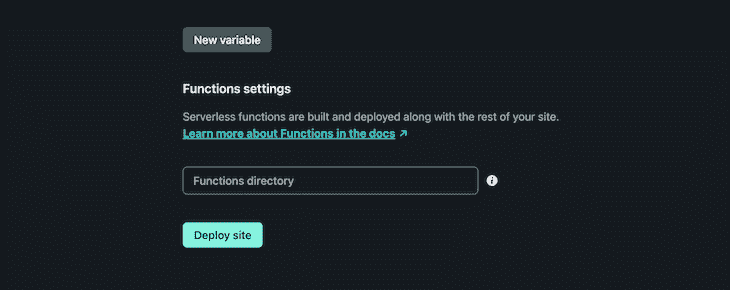 New variable
Functions settings
Serverless functions are built and deployed along with the rest of your site.
Learn more about Functions in the docs ↗
Functions directory
Deploy site